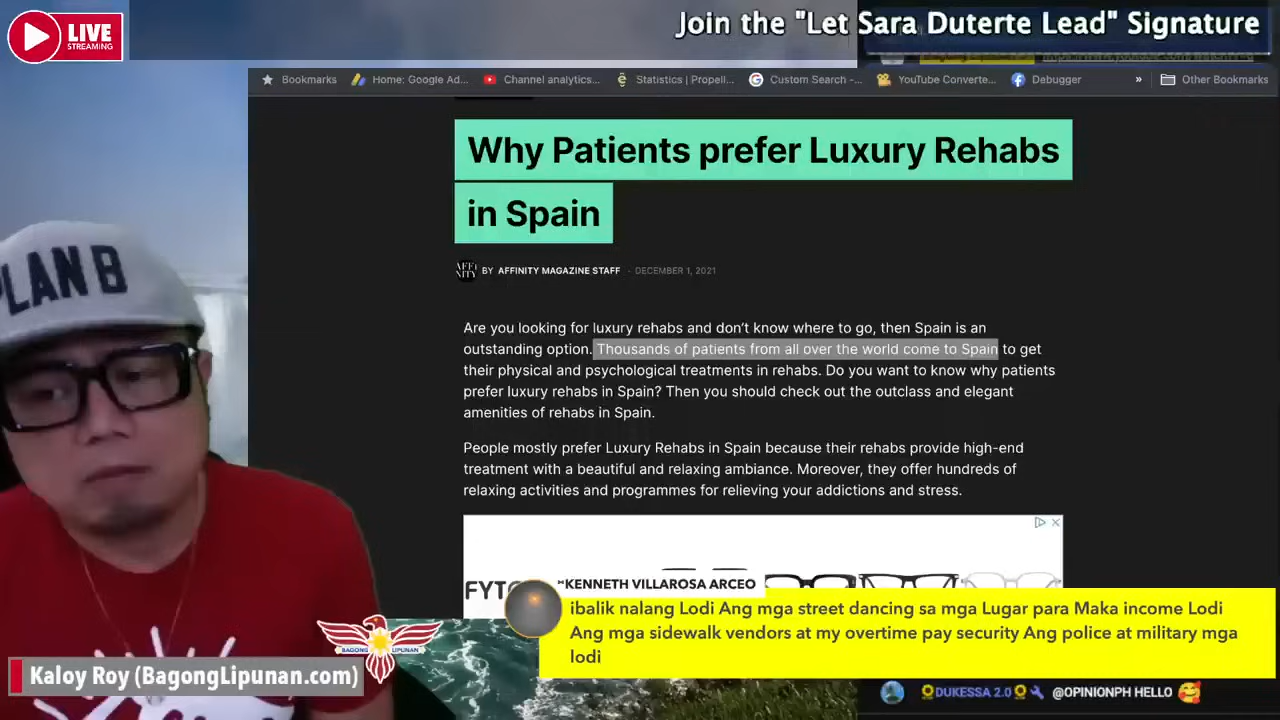 LIVE
STREAMING
Join the "Let Sara Duterte Lead" Signature
Bookmarks
Home: Google Ad...
Channel analytics...
Statistics | Propell...
Custom Search -...
YouTube Converte...
Debugger
»
Other Bookmarks
Why Patients prefer Luxury Rehabs
in Spain
AFFI
NITY
BY AFFINITY MAGAZINE STAFF - DECEMBER 1, 2021
Are you looking for luxury rehabs and don't know where to go, then Spain is an
outstanding option. Thousands of patients from all over the world come to Spain to get
their physical and psychological treatments in rehabs. Do you want to know why patients
prefer luxury rehabs in Spain? Then you should check out the outclass and elegant
amenities of rehabs in Spain.
People mostly prefer Luxury Rehabs in Spain because their rehabs provide high-end
treatment with a beautiful and relaxing ambiance. Moreover, they offer hundreds of
relaxing activities and programmes for relieving your addictions and stress.
PLAN B
KENNETH VILLAROSA ARCEO
ibalik nalang Lodi Ang mga street dancing sa mga Lugar para Maka income Lodi
Ang mga sidewalk vendors at my overtime pay security Ang police at military mga
lodi
BAGONG LIPUNAN
Kaloy Roy (BagongLipunan.com)
DUKESSA 2.0 @OPINIONPH HELLO